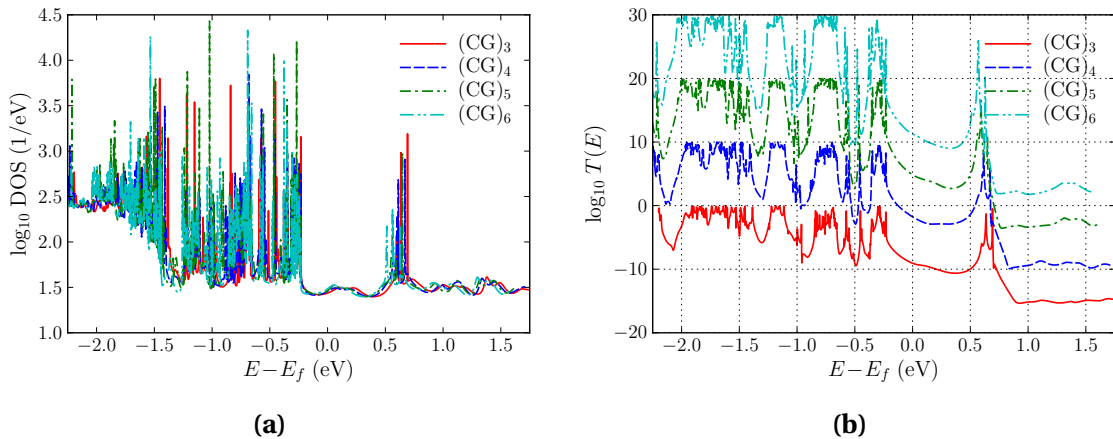 4.5
4.0
3.5
3.0
2.5
2.0
1.5
1.0
log₁₀ DOS (1/eV)
(CG)₃
(CG)₄
(CG)₅
(CG)₆
−2.0 −1.5 −1.0 −0.5 0.0 0.5 1.0 1.5
E−E_f (eV)
(a)
30
20
10
0
−10
−20
log₁₀ T(E)
(CG)₃
(CG)₄
(CG)₅
(CG)₆
−2.0 −1.5 −1.0 −0.5 0.0 0.5 1.0 1.5
E−E_f (eV)
(b)